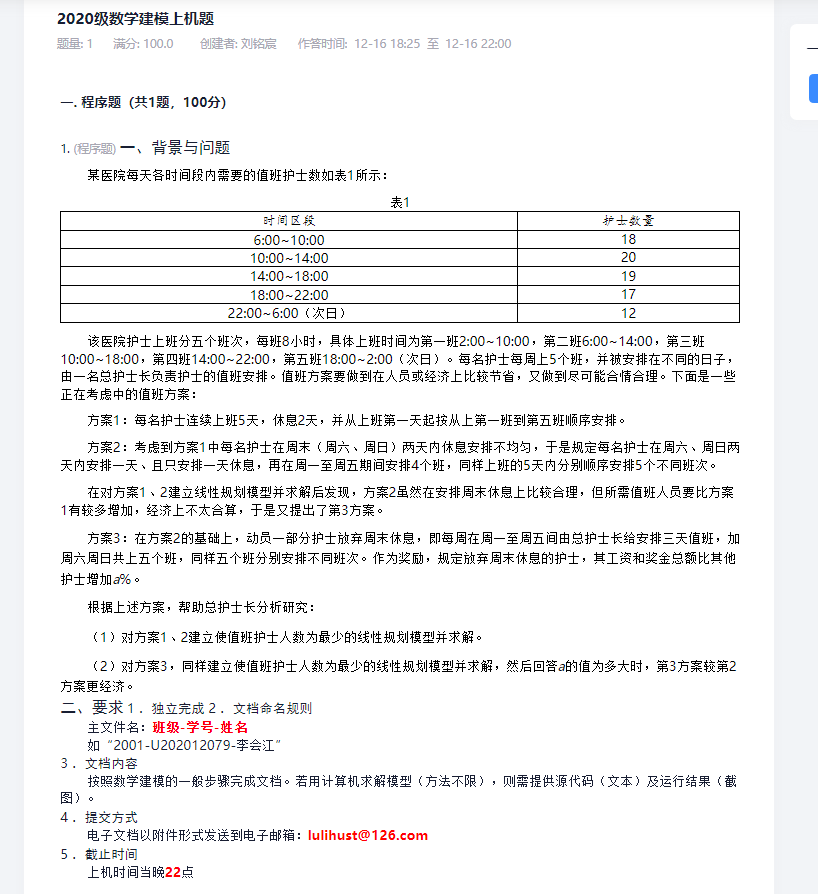 2020级数学建模上机题
题量: 1 满分: 100.0 创建者: 刘铭宸 作答时间: 12-16 18:25 至 12-16 22:00
一. 程序题（共1题，100分）
1. (程序题) 一、背景与问题
某医院每天各时间段内需要的值班护士数如表1所示：
表1
时间区段 护士数量
6:00~10:00 18
10:00~14:00 20
14:00~18:00 19
18:00~22:00 17
22:00~6:00（次日） 12
该医院护士上班分五个班次，每班8小时，具体上班时间为第一班2:00~10:00，第二班6:00~14:00，第三班
10:00~18:00，第四班14:00~22:00，第五班18:00~2:00（次日）。每名护士每周上5个班，并被安排在不同的日子，
由一名总护士长负责护士的值班安排。值班方案要做到在人员或经济上比较节省，又做到尽可能合情合理。下面是一些
正在考虑中的值班方案：
方案1：每名护士连续上班5天，休息2天，并从上班第一天起按从上第一班到第五班顺序安排。
方案2：考虑到方案1中每名护士在周末（周六、周日）两天内休息安排不均匀，于是规定每名护士在周六、周日两
天内安排一天、且只安排一天休息，再在周一至周五期间安排4个班，同样上班的5天内分别顺序安排5个不同班次。
在对方案1、2建立线性规划模型并求解后发现，方案2虽然在安排周末休息上比较合理，但所需值班人员要比方案
1有较多增加，经济上不太合算，于是又提出了第3方案。
方案3：在方案2的基础上，动员一部分护士放弃周末休息，即每周在周一至周五间由总护士长给安排三天值班，加
周六周日共上五个班，同样五个班分别安排不同班次。作为奖励，规定放弃周末休息的护士，其工资和奖金总额比其他
护士增加a%。
根据上述方案，帮助总护士长分析研究：
（1）对方案1、2建立使值班护士人数为最少的线性规划模型并求解。
（2）对方案3，同样建立使值班护士人数为最少的线性规划模型并求解，然后回答a的值为多大时，第3方案较第2
方案更经济。
二、要求 1．独立完成 2．文档命名规则
主文件名：班级-学号-姓名
如“2001-U202012079-李会江”
3．文档内容
按照数学建模的一般步骤完成文档。若用计算机求解模型（方法不限），则需提供源代码（文本）及运行结果（截
图）。
4．提交方式
电子文档以附件形式发送到电子邮箱：lulihust@126.com
5．截止时间
上机时间当晚22点